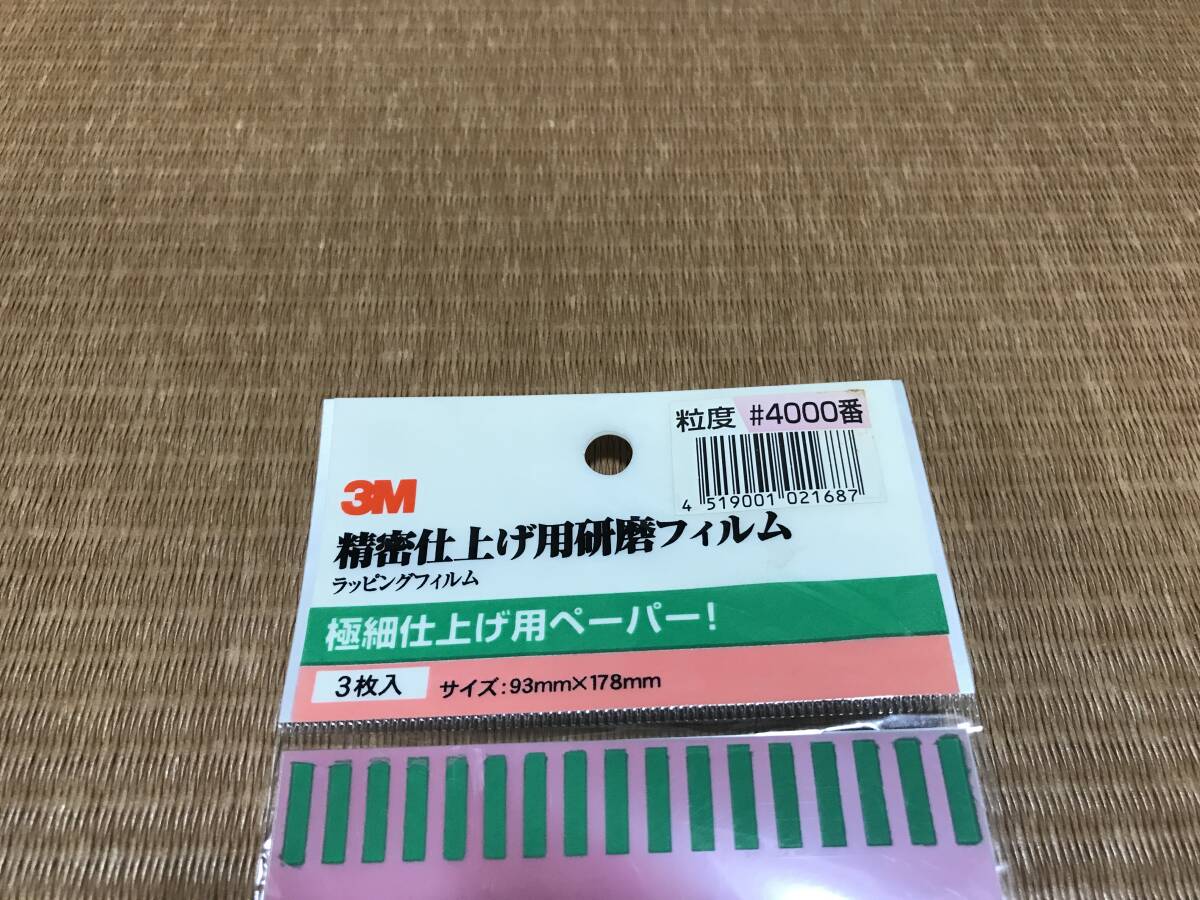 粒度 #4000番
4 519001 021687
3M
精密仕上げ用研磨フィルム
ラッピングフィルム
極細仕上げ用ペーパー!
3枚入 サイズ:93mm×178mm